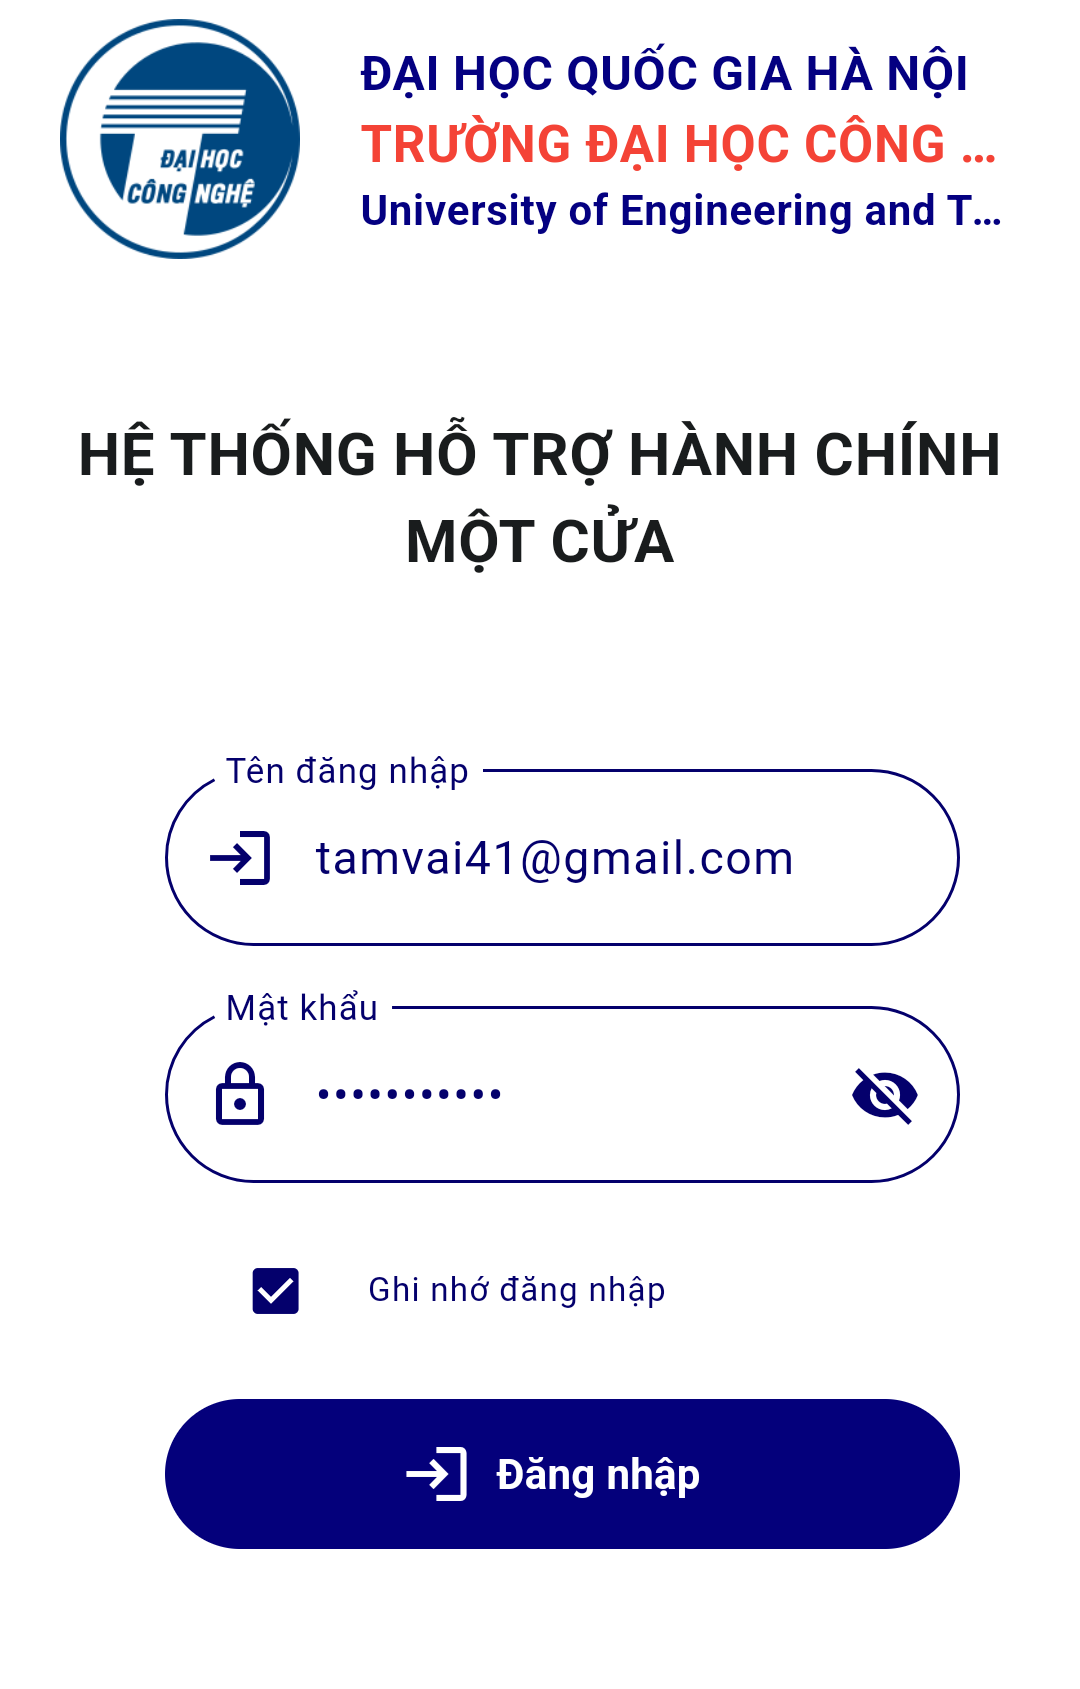 ĐẠI HỌC
CÔNG NGHỆ
ĐẠI HỌC QUỐC GIA HÀ NỘI
TRƯỜNG ĐẠI HỌC CÔNG ...
University of Engineering and T...
HỆ THỐNG HỖ TRỢ HÀNH CHÍNH
MỘT CỬA
Tên đăng nhập
tamvai41@gmail.com
Mật khẩu
•••••••••••
Ghi nhớ đăng nhập
Đăng nhập